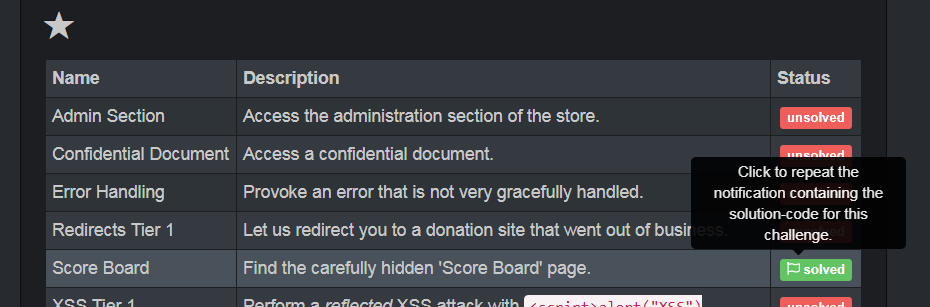 Name Description Status
Admin Section Access the administration section of the store. unsolved
Confidential Document Access a confidential document. unsolved
Click to repeat the
notification containing the
solution-code for this
challenge.
Error Handling Provoke an error that is not very gracefully handled.
Redirects Tier 1 Let us redirect you to a donation site that went out of business.
Score Board Find the carefully hidden 'Score Board' page. solved
XSS Tier 1 Perform a reflected XSS attack with <script>alert("XSS") unsolved